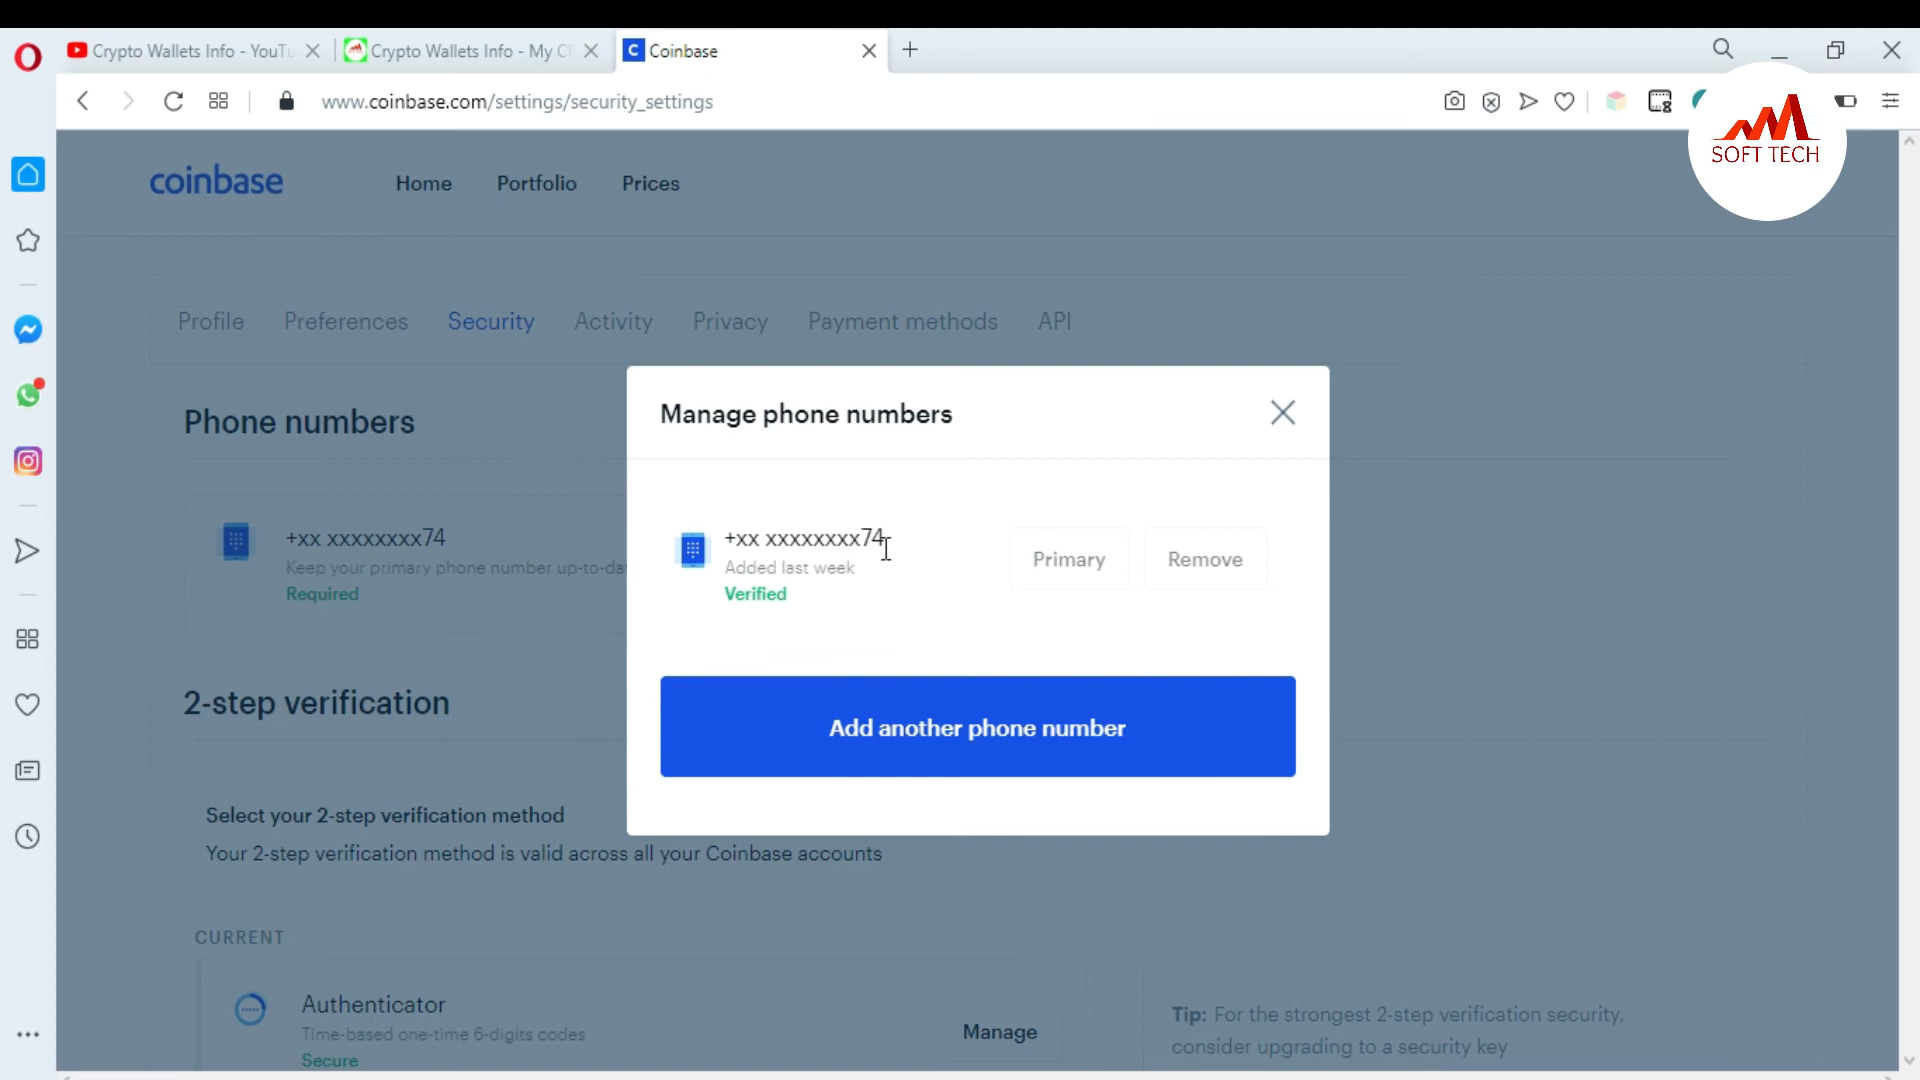 Crypto Wallets Info - YouTu
Crypto Wallets Info - My C
Coinbase
www.coinbase.com/settings/security_settings
SOFT TECH
coinbase
Home
Portfolio
Prices
Profile
Preferences
Security
Activity
Privacy
Payment methods
API
Phone numbers
+xx xxxxxxxx74
Keep your primary phone number up-to-da
Required
Manage phone numbers
+xx xxxxxxxx74
Added last week
Verified
Primary
Remove
Add another phone number
2-step verification
Select your 2-step verification method
Your 2-step verification method is valid across all your Coinbase accounts
CURRENT
Authenticator
Time-based one-time 6-digits codes
Secure
Manage
Tip: For the strongest 2-step verification security,
consider upgrading to a security key